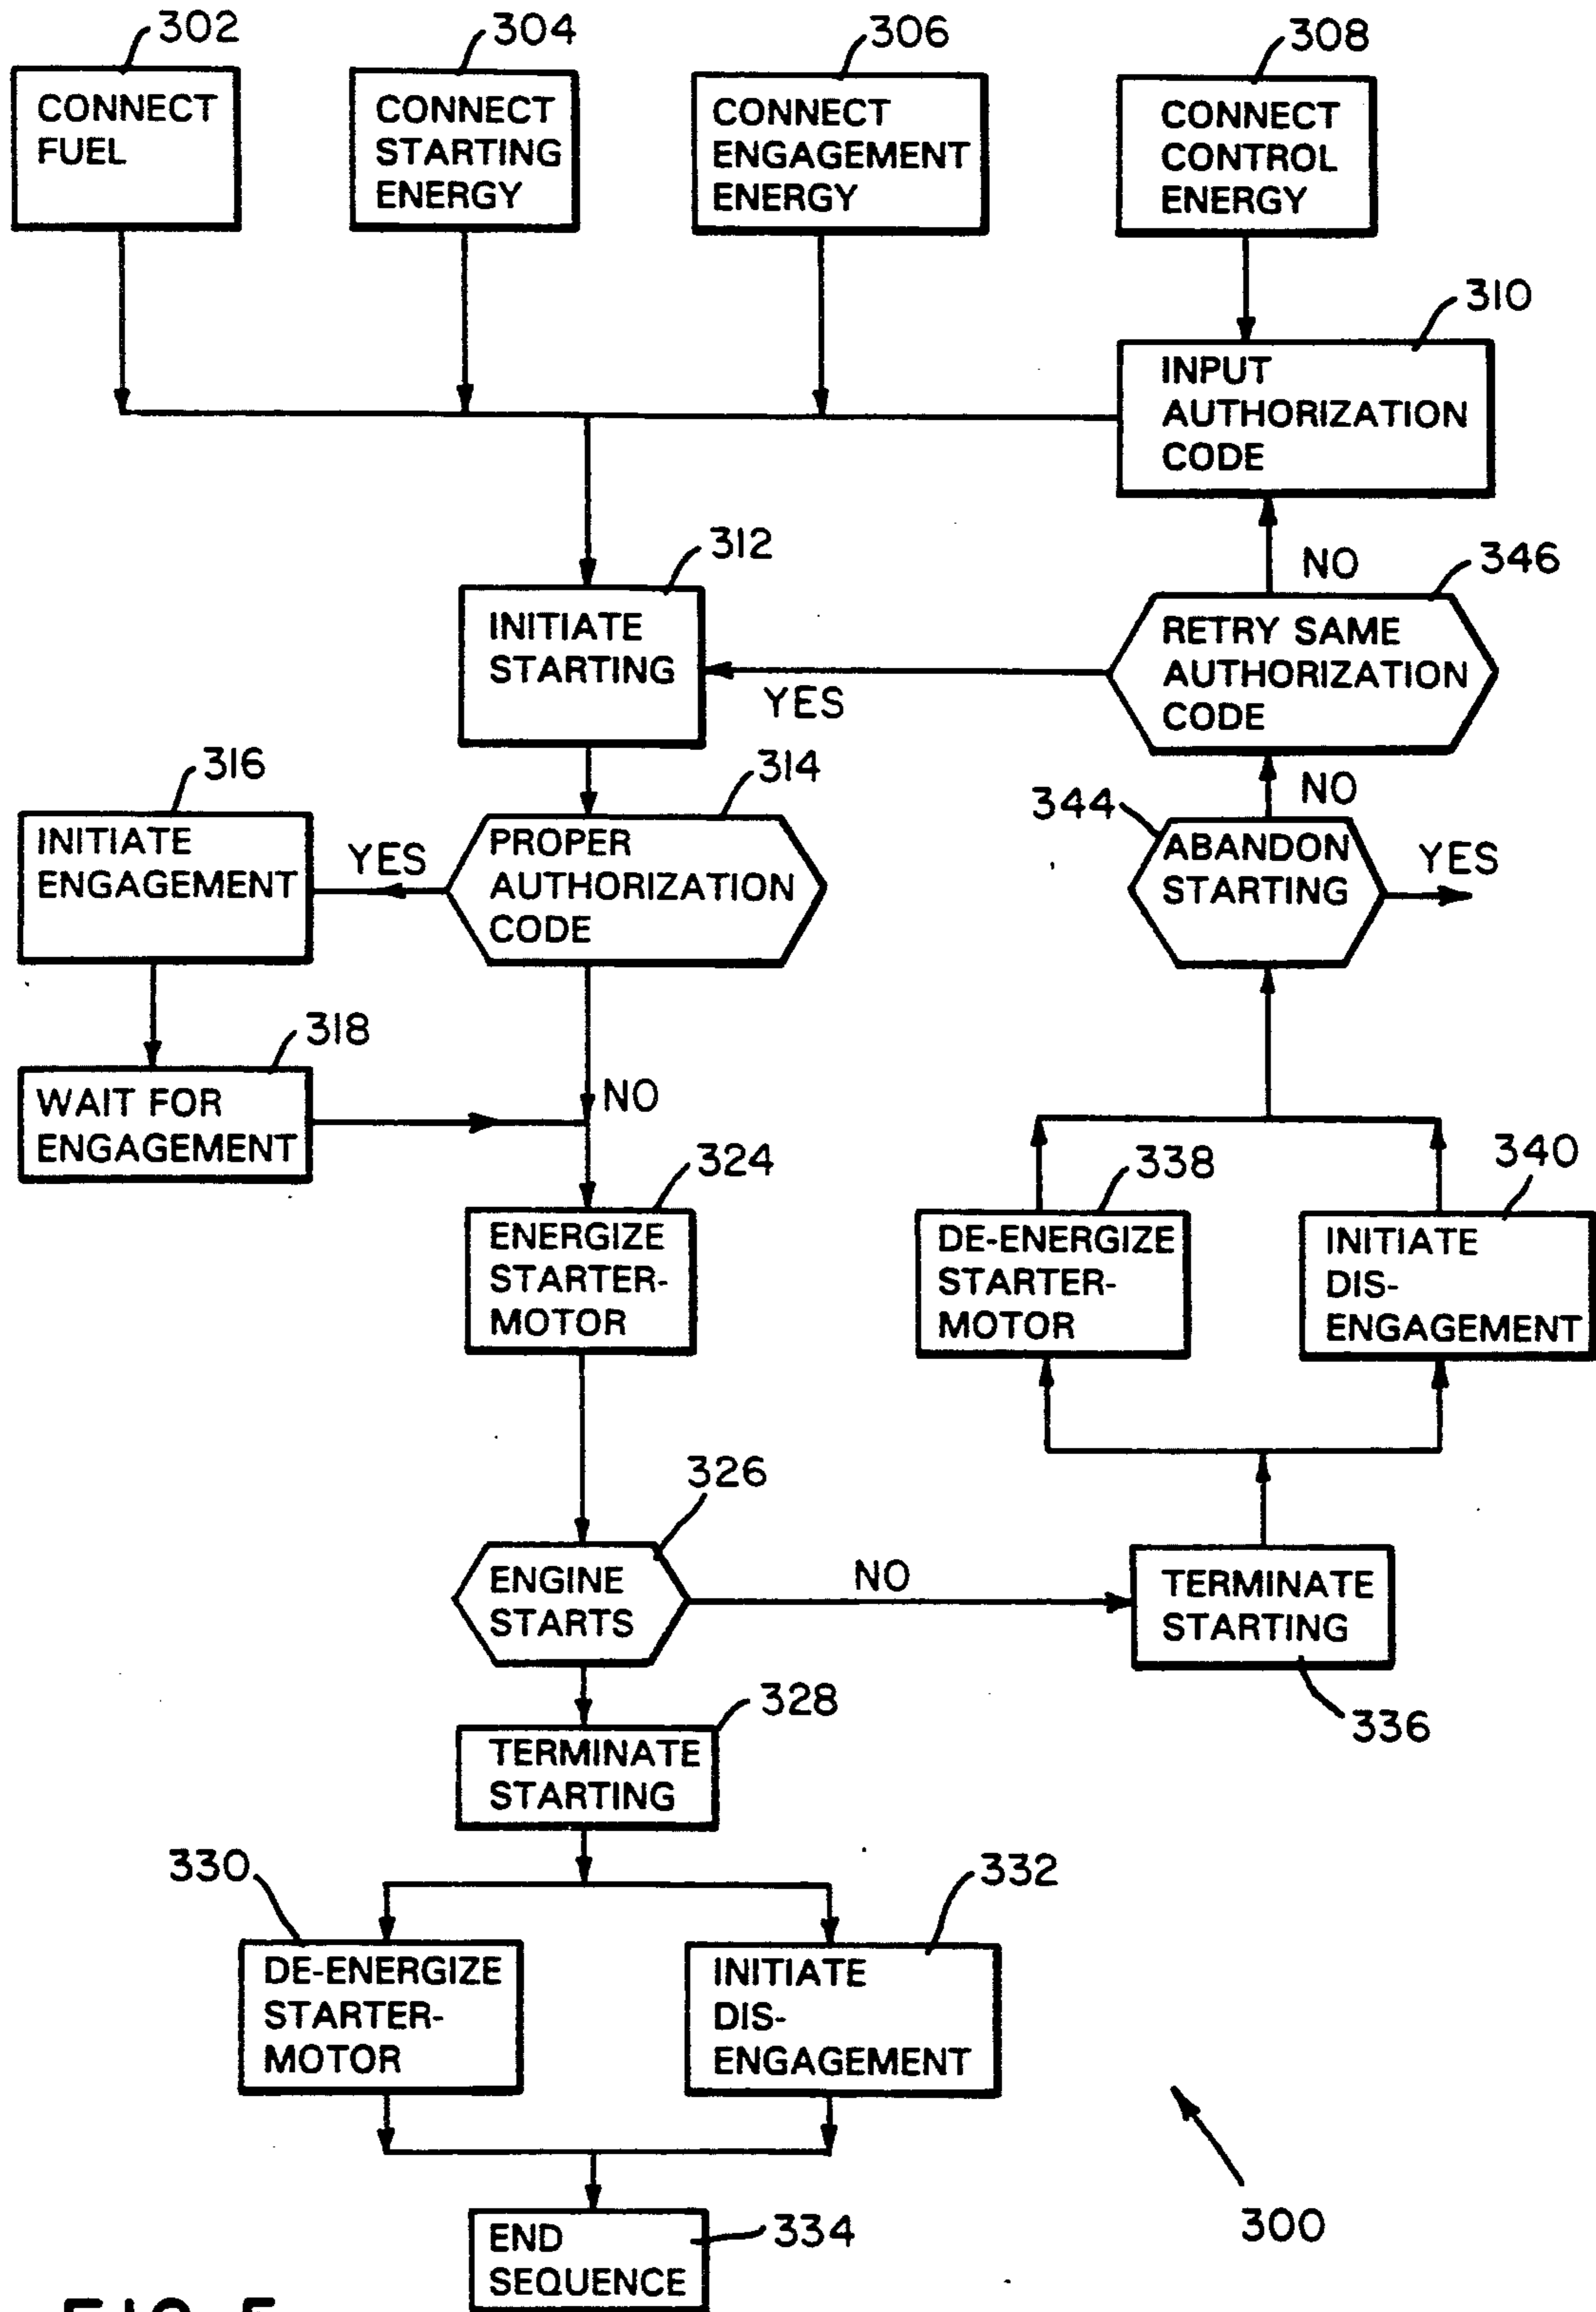 302
304
306
308
CONNECT
FUEL
CONNECT
STARTING
ENERGY
CONNECT
ENGAGEMENT
ENERGY
CONNECT
CONTROL
ENERGY
310
INPUT
AUTHORIZATION
CODE
312
INITIATE
STARTING
NO
346
RETRY SAME
AUTHORIZATION
CODE
YES
316
INITIATE
ENGAGEMENT
YES
314
PROPER
AUTHORIZATION
CODE
NO
344
ABANDON
STARTING
YES
318
WAIT FOR
ENGAGEMENT
NO
324
ENERGIZE
STARTER-
MOTOR
338
DE-ENERGIZE
STARTER-
MOTOR
340
INITIATE
DIS-
ENGAGEMENT
326
ENGINE
STARTS
NO
TERMINATE
STARTING
336
328
TERMINATE
STARTING
330
DE-ENERGIZE
STARTER-
MOTOR
332
INITIATE
DIS-
ENGAGEMENT
END
SEQUENCE
334
300
FIG. 5